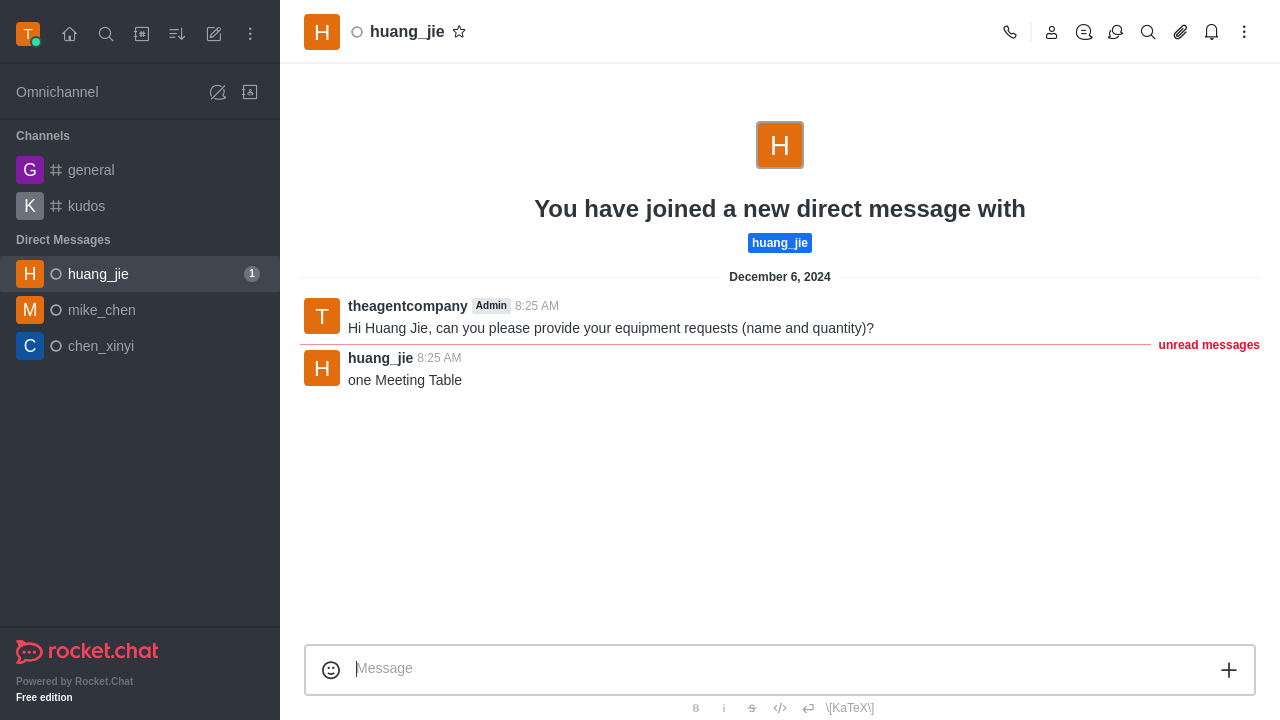 T
Omnichannel
Channels
G general
K kudos
Direct Messages
H huang_jie 1
M mike_chen
C chen_xinyi
rocket.chat
Powered by Rocket.Chat
Free edition
H huang_jie
H
You have joined a new direct message with
huang_jie
December 6, 2024
T theagentcompany Admin 8:25 AM
Hi Huang Jie, can you please provide your equipment requests (name and quantity)?
unread messages
H huang_jie 8:25 AM
one Meeting Table
Message
B i S \[KaTeX\]